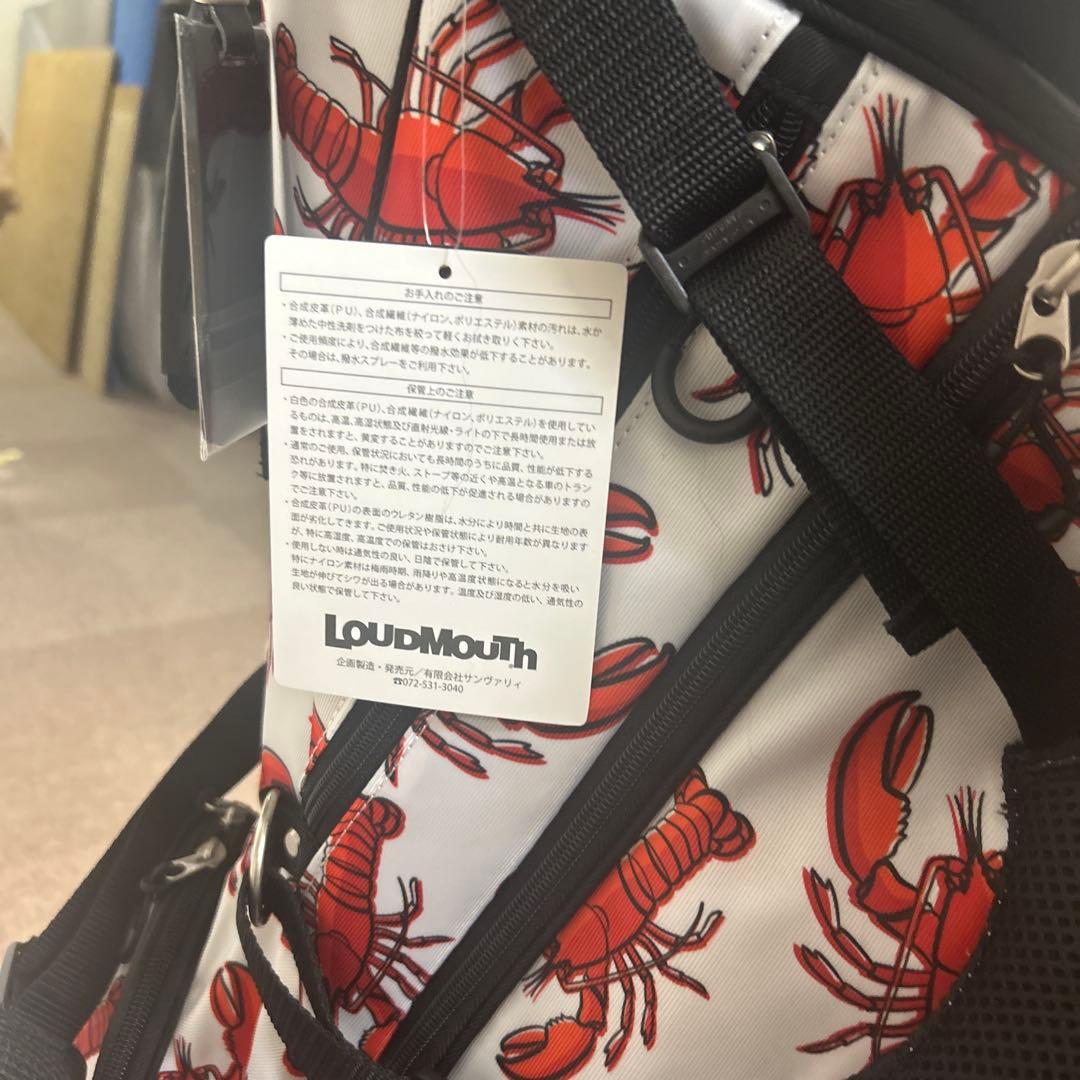 お手入れのご注意
・合成皮革(PU)、合成繊維(ナイロン、ポリエステル)素材の汚れは、水か
薄めた中性洗剤をつけた布を絞って軽くお拭き取りく下さい。
・ご使用頻度により、合成繊維等の撥水効果が低下することがあります。
その場合は、撥水スプレーをご利用下さい。
保管上のご注意
・白色の合成皮革(PU)、合成繊維(ナイロン、ポリエステル)を使用してい
るものは、高温、高湿状態及び直射光線・ライトの下で長時間使用または放
置をされますと、黄変することがありますのでご注意下さい。
・通常のご使用、保管状況においても長時間のうちに品質、性能が低下する
恐れがあります。特に焚き火、ストーブ等の近くや高温となる車のトラン
ク等に放置されますと、品質、性能の低下が促進される場合がありますの
でご注意下さい。
・合成皮革(PU)の表面のウレタン樹脂は、水分により時間と共に生地の表
面が劣化してきます。ご使用状況や保管状態により耐用年数が異なります
が、特に高湿度、高温度での保管はおさけ下さい。
・使用しない時は通気性の良い、日陰で保管して下さい。
特にナイロン素材は梅雨時期、雨降りや高温度状態になると水分を吸い
生地が伸びてシワが出る場合があります。温度及び湿度の低い、通気性の
良い状態で保管して下さい。
LOUDMOUTH
企画製造・発売元/有限会社サンヴァリィ
☎072-531-3040